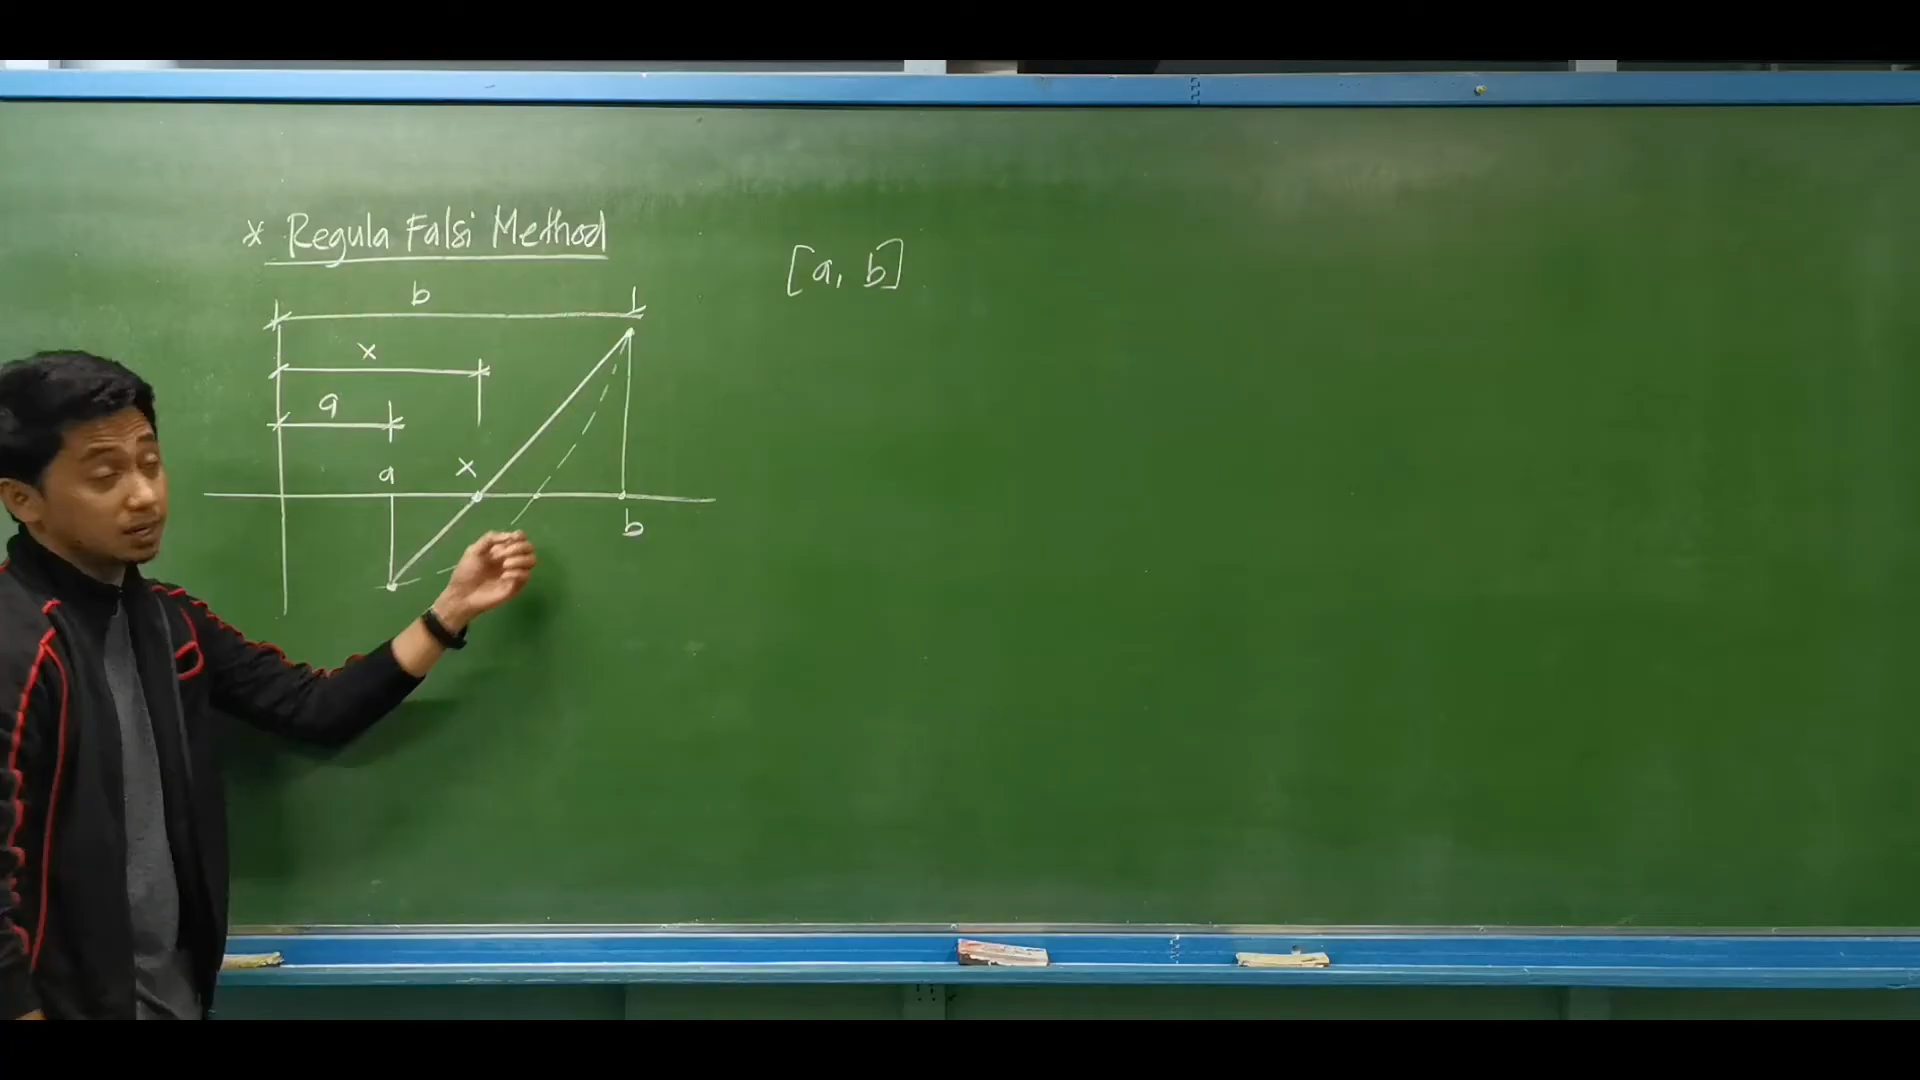 * Regula Falsi Method
[a, b]
b
x
a
a
x
b